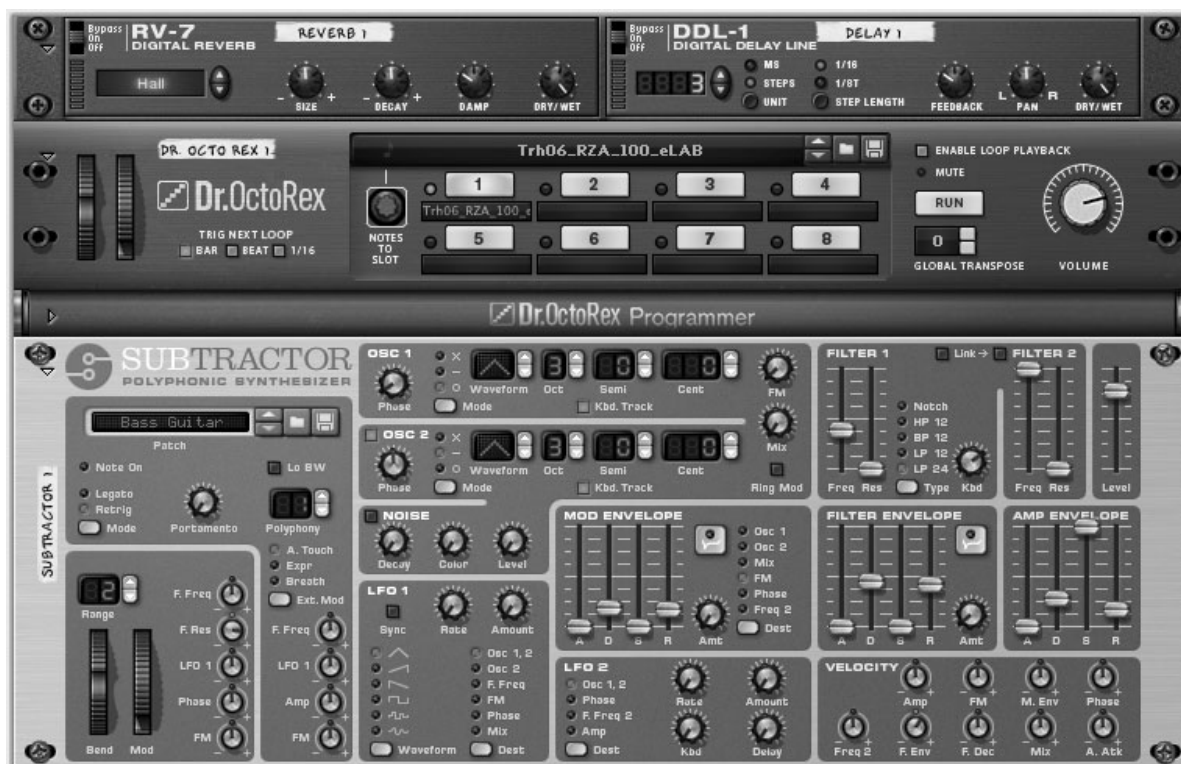 Bypass
On
Off
RV-7
DIGITAL REVERB
REVERB 1
Hall
SIZE
DECAY
DAMP
DRY/WET
Bypass
On
Off
DDL-1
DIGITAL DELAY LINE
DELAY 1
3
MS
STEPS
UNIT
1/16
1/8T
STEP LENGTH
FEEDBACK
L R
PAN
DRY/WET
DR. OCTO REX 1
Dr.OctoRex
TRIG NEXT LOOP
BAR BEAT 1/16
NOTES
TO
SLOT
Trh06_RZA_100_eLAB
1 2 3 4
Trh06_RZA_100_e
5 6 7 8
ENABLE LOOP PLAYBACK
MUTE
RUN
0
GLOBAL TRANSPOSE
VOLUME
Dr.OctoRex Programmer
SUBTRACTOR
POLYPHONIC SYNTHESIZER
SUBTRACTOR 1
Bass Guitar
Patch
Note On
Legato
Retrig
Mode
Portamento
Lo BW
1
Polyphony
A. Touch
Expr
Breath
Ext. Mod
2
Range
Bend Mod
F. Freq
F. Res
LFO 1
Phase
FM
F. Freq
LFO 1
Amp
FM
OSC 1
Phase
X
–
O
Mode
Waveform
3
Oct
0
Semi
0
Cent
Kbd. Track
FM
OSC 2
Phase
X
–
O
Mode
Waveform
3
Oct
0
Semi
0
Cent
Kbd. Track
Mix
Ring Mod
NOISE
Decay Color Level
LFO 1
Sync
Rate
Amount
Osc 1, 2
Osc 2
F. Freq
FM
Phase
Mix
Waveform
Dest
MOD ENVELOPE
A D S R
Amt
Osc 1
Osc 2
Mix
FM
Phase
Freq 2
Dest
LFO 2
Osc 1, 2
Phase
F. Freq 2
Amp
Dest
Rate
Amount
Kbd
Delay
FILTER 1
Link
FILTER 2
Freq Res
Notch
HP 12
BP 12
LP 12
LP 24
Type
Kbd
Freq Res
Level
FILTER ENVELOPE
A D S R
Amt
AMP ENVELOPE
A D S R
VELOCITY
Amp FM M. Env Phase
Freq 2 F. Env F. Dec Mix A. Atk